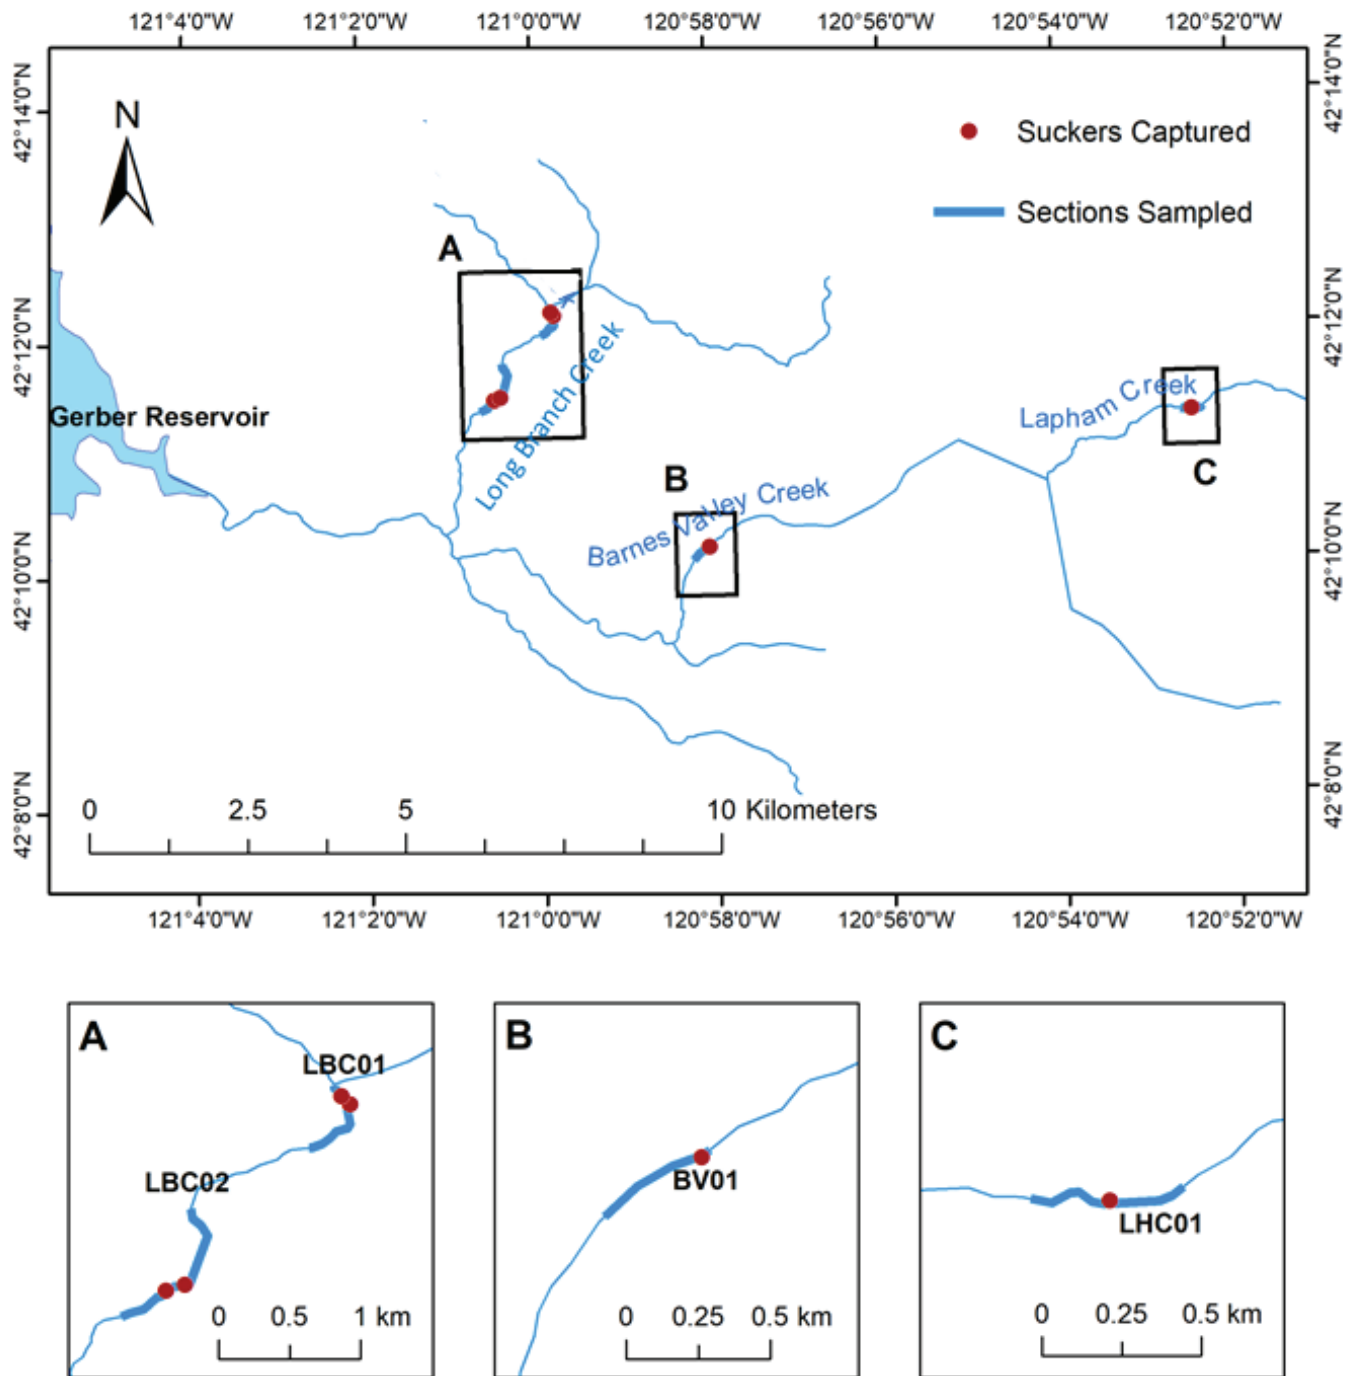 121°4'0"W 121°2'0"W 121°0'0"W 120°58'0"W 120°56'0"W 120°54'0"W 120°52'0"W
42°14'0"N
42°14'0"N
N
Suckers Captured
Sections Sampled
A
42°12'0"N
42°12'0"N
Long Branch Creek
Lapham Creek
Gerber Reservoir
C
B
Barnes Valley Creek
42°10'0"N
42°10'0"N
0 2.5 5 10 Kilometers
42°8'0"N
42°8'0"N
121°4'0"W 121°2'0"W 121°0'0"W 120°58'0"W 120°56'0"W 120°54'0"W 120°52'0"W
A
LBC01
LBC02
0 0.5 1 km
B
BV01
0 0.25 0.5 km
C
LHC01
0 0.25 0.5 km